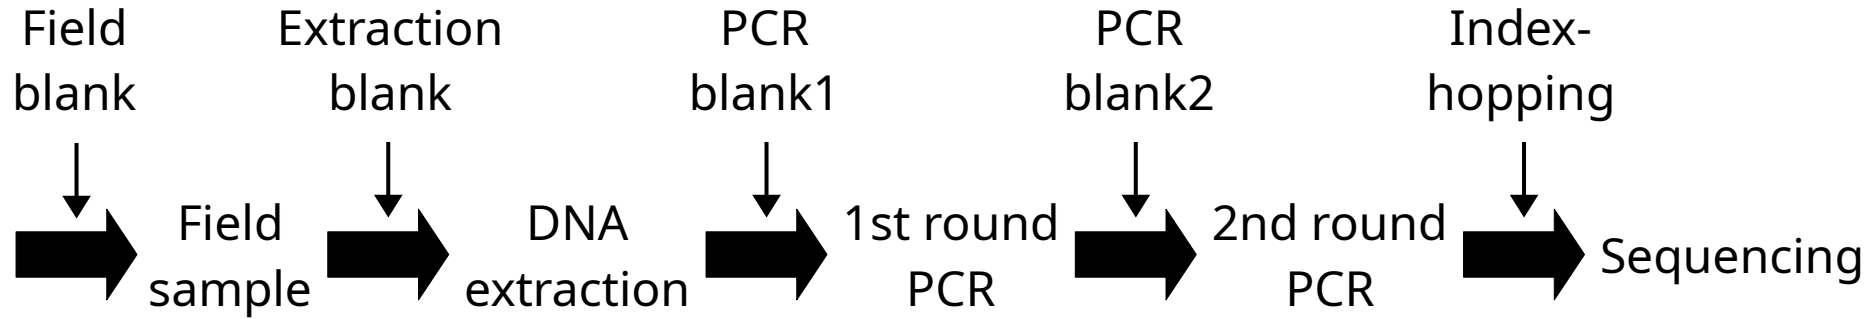 Field
blank
Extraction
blank
PCR
blank1
PCR
blank2
Index-
hopping
Field
sample
DNA
extraction
1st round
PCR
2nd round
PCR
Sequencing